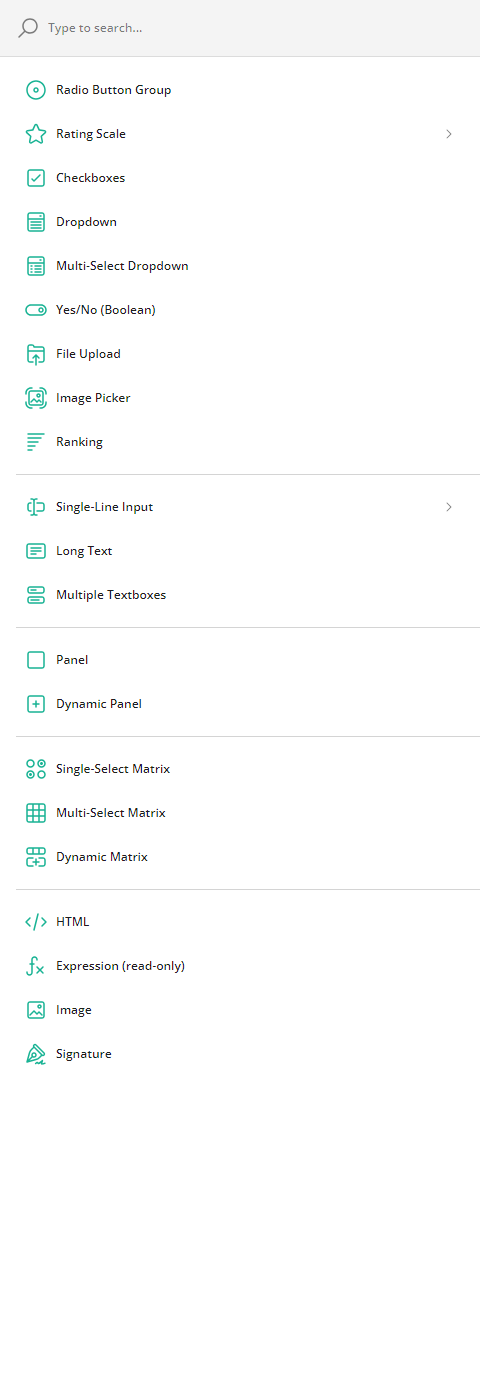 Type to search...
Radio Button Group
Rating Scale
Checkboxes
Dropdown
Multi-Select Dropdown
Yes/No (Boolean)
File Upload
Image Picker
Ranking
Single-Line Input
Long Text
Multiple Textboxes
Panel
Dynamic Panel
Single-Select Matrix
Multi-Select Matrix
Dynamic Matrix
HTML
Expression (read-only)
Image
Signature